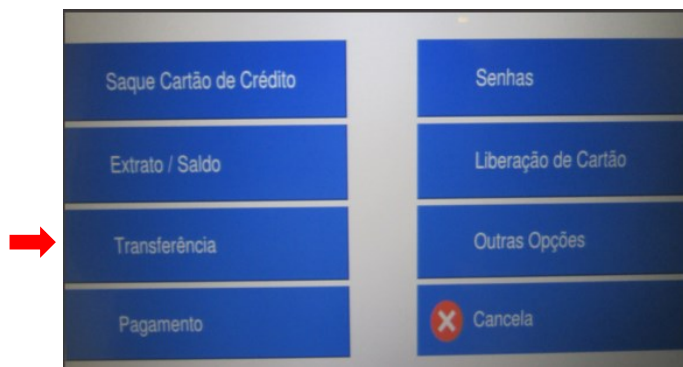 Saque Cartão de Crédito
Extrato / Saldo
Transferência
Pagamento
Senhas
Liberação de Cartão
Outras Opções
Cancela